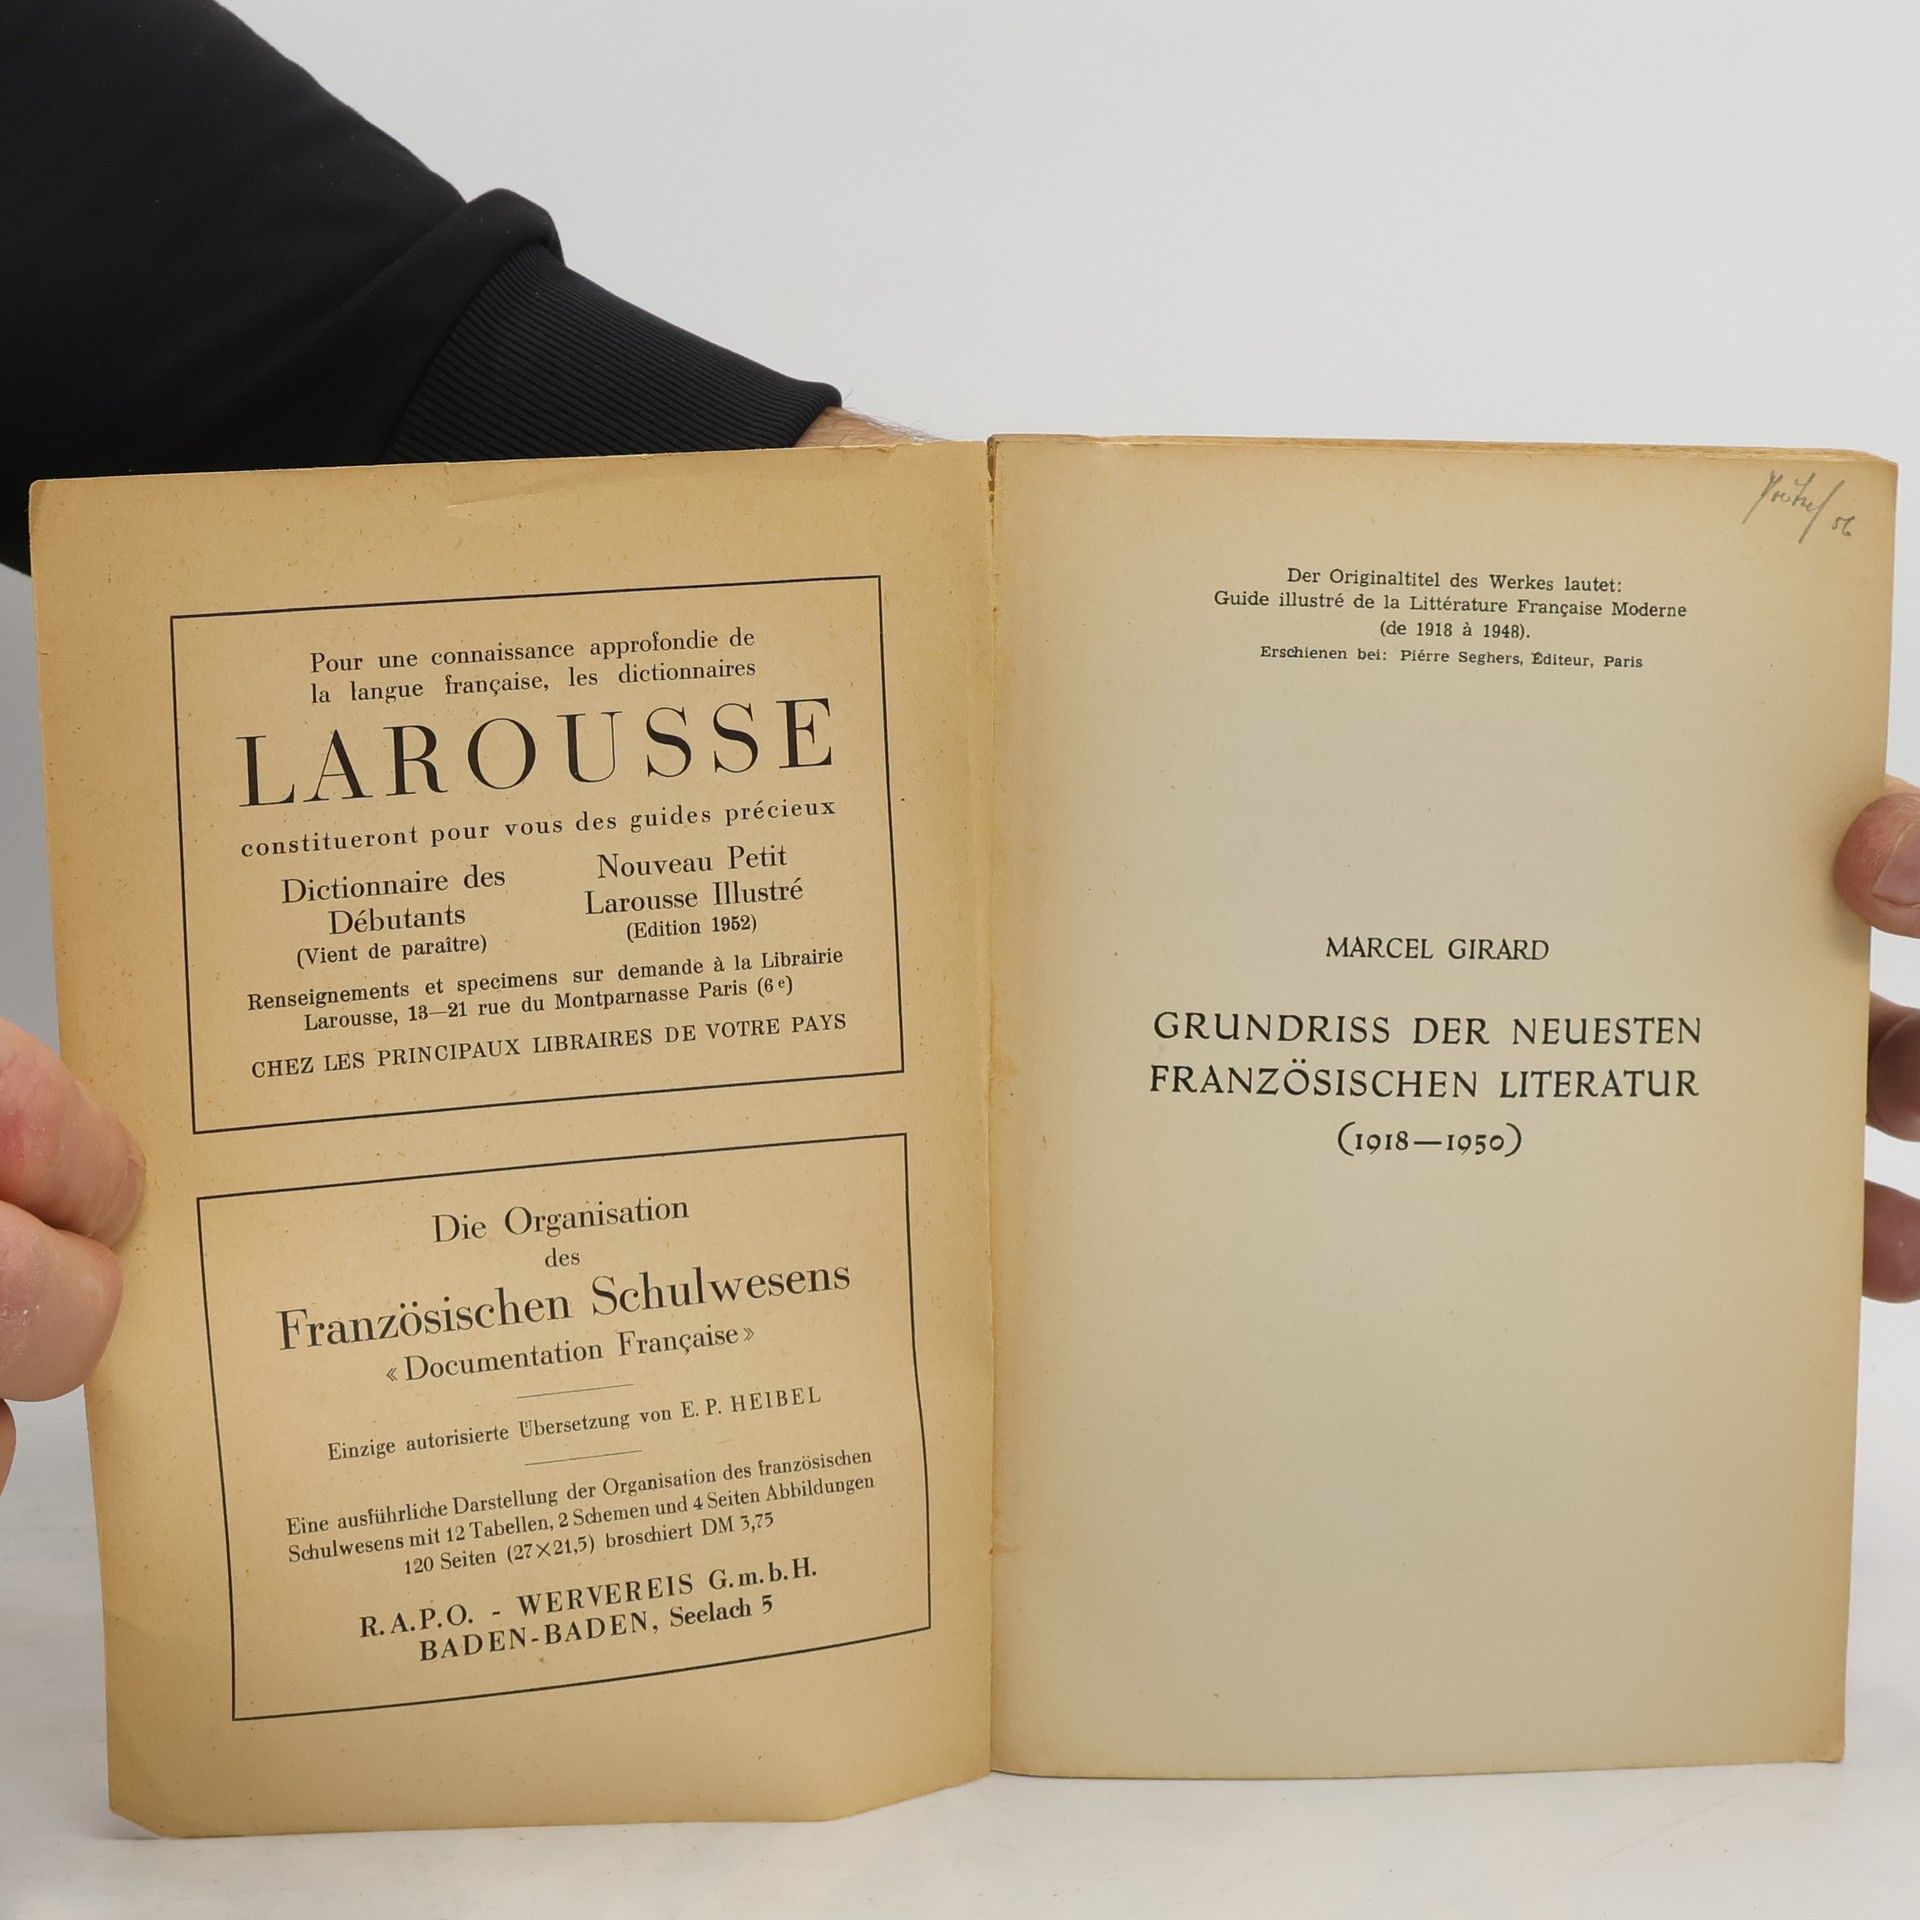 Pour une connaissance approfondie de
la langue française, les dictionnaires
LAROUSSE
constitueront pour vous des guides précieux
Dictionnaire des
Débutants
(Vient de paraître)
Nouveau Petit
Larousse Illustré
(Edition 1952)
Renseignements et specimens sur demande à la Librairie
Larousse, 13—21 rue du Montparnasse Paris (6e)
CHEZ LES PRINCIPAUX LIBRAIRES DE VOTRE PAYS
Die Organisation
des
Französischen Schulwesens
« Documentation Française »
Einzige autorisierte Übersetzung von E. P. HEIBEL
Eine ausführliche Darstellung der Organisation des französischen
Schulwesens mit 12 Tabellen, 2 Schemen und 4 Seiten Abbildungen
120 Seiten (27×21,5) broschiert DM 3,75
R.A.P.O. - WERVEREIS G.m.b.H.
BADEN-BADEN, Seelach 5
56
Der Originaltitel des Werkes lautet:
Guide illustré de la Littérature Française Moderne
(de 1918 à 1948).
Erschienen bei: Piérre Seghers, Éditeur, Paris
MARCEL GIRARD
GRUNDRISS DER NEUESTEN
FRANZÖSISCHEN LITERATUR
(1918—1950)